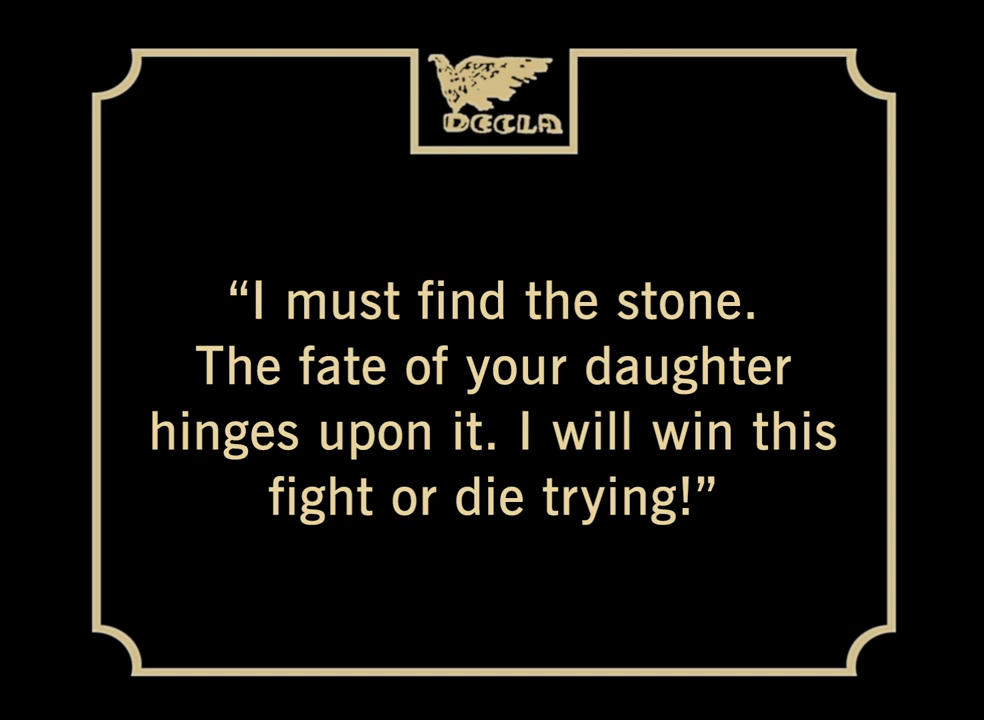 DECLA
“I must find the stone.
The fate of your daughter
hinges upon it. I will win this
fight or die trying!”